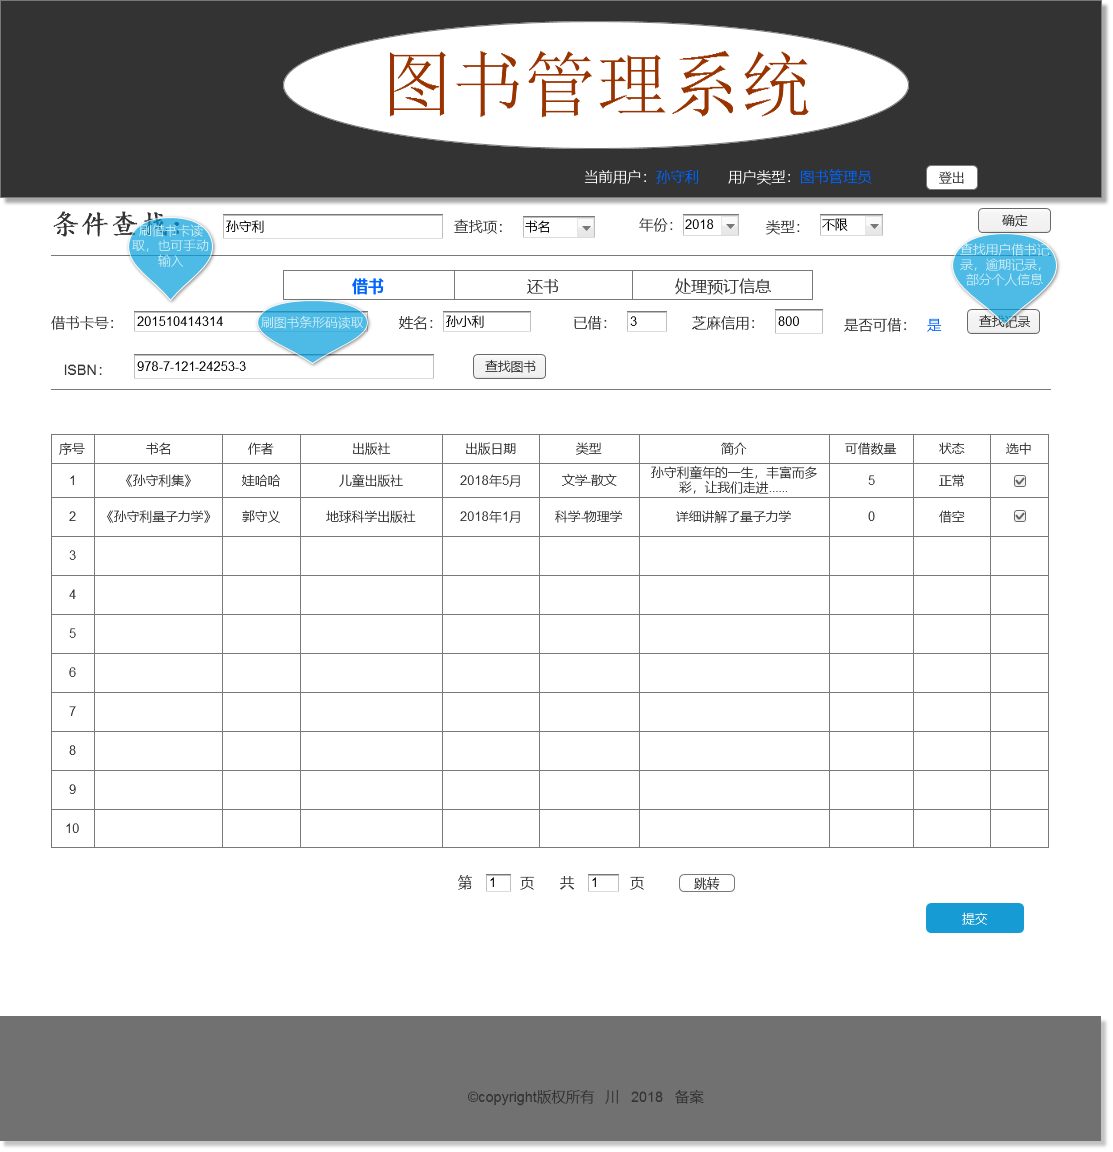 图书管理系统
当前用户： 孙守利 用户类型： 图书管理员 登出
条件查找： 孙守利 查找项： 书名 年份： 2018 类型： 不限 确定
刷借书卡读取，也可手动输入
查找用户借书记录，逾期记录，部分个人信息
借书 还书 处理预订信息
借书卡号： 201510414314 姓名： 孙小利 已借： 3 芝麻信用： 800 是否可借： 是 查找记录
刷图书条形码读取
ISBN： 978-7-121-24253-3 查找图书
序号 书名 作者 出版社 出版日期 类型 简介 可借数量 状态 选中
1 《孙守利集》 娃哈哈 儿童出版社 2018年5月 文学-散文 孙守利童年的一生，丰富而多彩，让我们走进...... 5 正常
2 《孙守利量子力学》 郭守义 地球科学出版社 2018年1月 科学-物理学 详细讲解了量子力学 0 借空
3
4
5
6
7
8
9
10
第 1 页 共 1 页 跳转
提交
©copyright版权所有 川 2018 备案